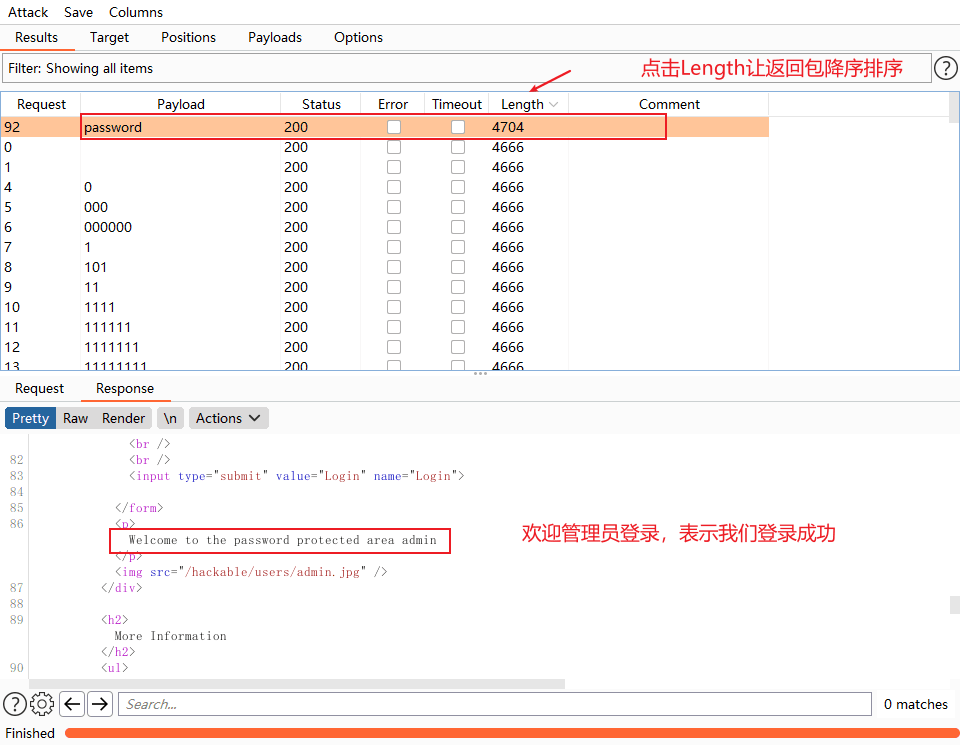 Attack Save Columns
Results Target Positions Payloads Options
Filter: Showing all items
点击Length让返回包降序排序
?
Request Payload Status Error Timeout Length Comment
92 password 200 4704
0 200 4666
1 200 4666
4 0 200 4666
5 000 200 4666
6 000000 200 4666
7 1 200 4666
8 101 200 4666
9 11 200 4666
10 1111 200 4666
11 111111 200 4666
12 1111111 200 4666
13 11111111 200 4666
Request Response
Pretty Raw Render \n Actions
<br />
82 <br />
83 <input type="submit" value="Login" name="Login">
84
85 </form>
86 <p>
Welcome to the password protected area admin
欢迎管理员登录，表示我们登录成功
</p>
<img src="/hackable/users/admin.jpg" />
87 </div>
88
89 <h2>
More Information
</h2>
90 <ul>
? Search... 0 matches
Finished